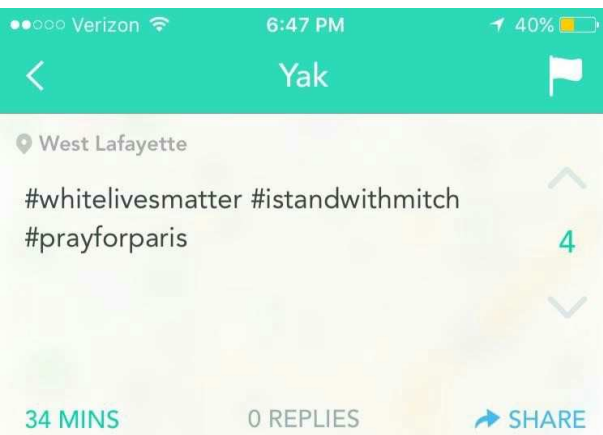 Verizon 6:47 PM 40%
Yak
West Lafayette
#whitelivesmatter #istandwithmitch
#prayforparis
4
34 MINS 0 REPLIES SHARE